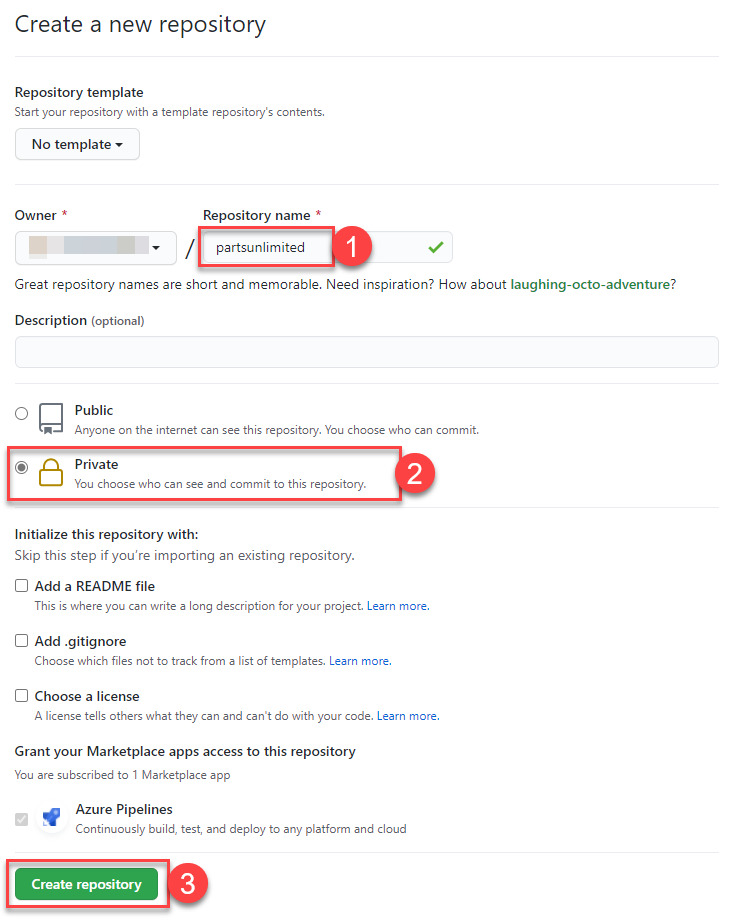 Create a new repository
Repository template
Start your repository with a template repository's contents.
No template
Owner *
Repository name *
/
partsunlimited
1
Great repository names are short and memorable. Need inspiration? How about laughing-octo-adventure?
Description (optional)
Public
Anyone on the internet can see this repository. You choose who can commit.
Private
You choose who can see and commit to this repository.
2
Initialize this repository with:
Skip this step if you're importing an existing repository.
Add a README file
This is where you can write a long description for your project. Learn more.
Add .gitignore
Choose which files not to track from a list of templates. Learn more.
Choose a license
A license tells others what they can and can't do with your code. Learn more.
Grant your Marketplace apps access to this repository
You are subscribed to 1 Marketplace app
Azure Pipelines
Continuously build, test, and deploy to any platform and cloud
Create repository
3